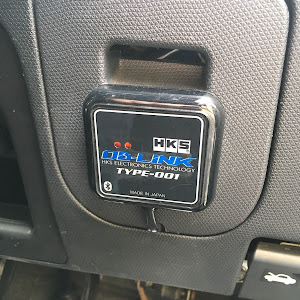 HKS
OB-LINK
HKS ELECTRONICS TECHNOLOGY
TYPE-001
MADE IN JAPAN